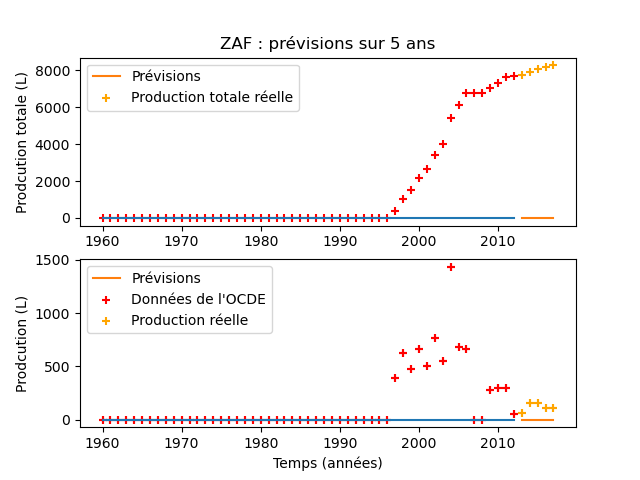 ZAF : prévisions sur 5 ans
Prodcution totale (L)
8000
6000
4000
2000
0
Prévisions
Production totale réelle
1960 1970 1980 1990 2000 2010
Prodcution (L)
1500
1000
500
0
Prévisions
Données de l'OCDE
Production réelle
1960 1970 1980 1990 2000 2010
Temps (années)